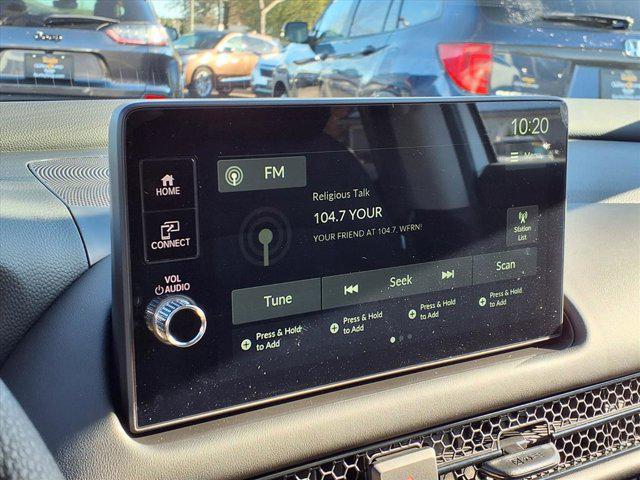 Jeep
10:20
HOME
FM
Menu
Religious Talk
104.7 YOUR
YOUR FRIEND AT 104.7, WFRN!
Station
List
CONNECT
VOL
AUDIO
Tune
Seek
Scan
Press & Hold
to Add
Press & Hold
to Add
Press & Hold
to Add
Press & Hold
to Add